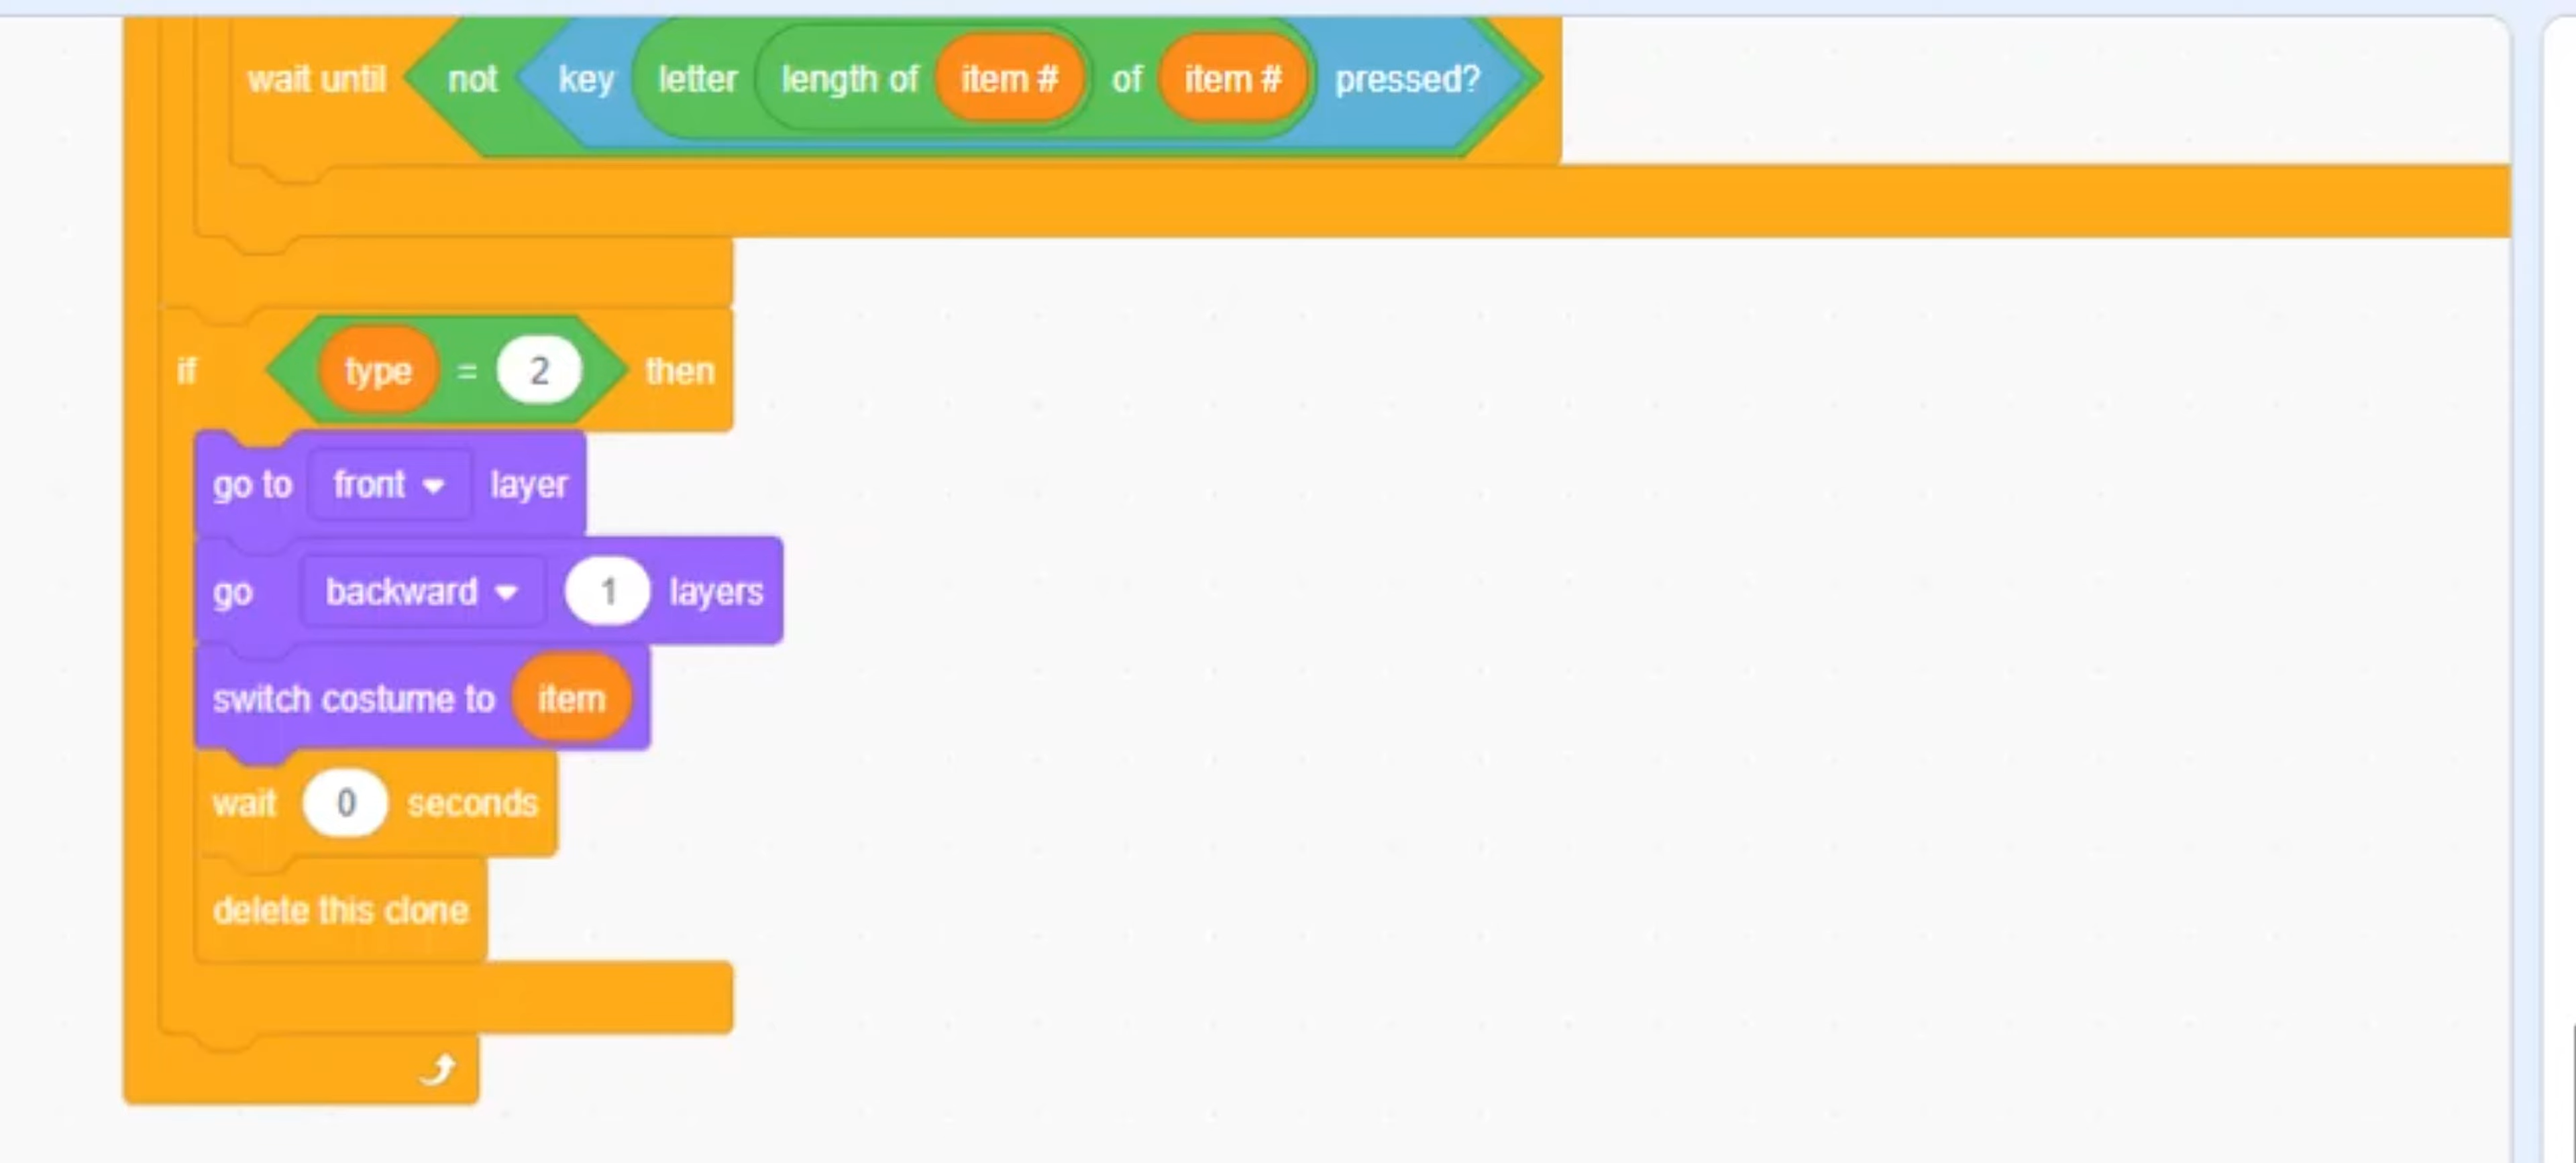 wait until not key letter length of item # of item # pressed?
if type = 2 then
go to front layer
go backward 1 layers
switch costume to item
wait 0 seconds
delete this clone